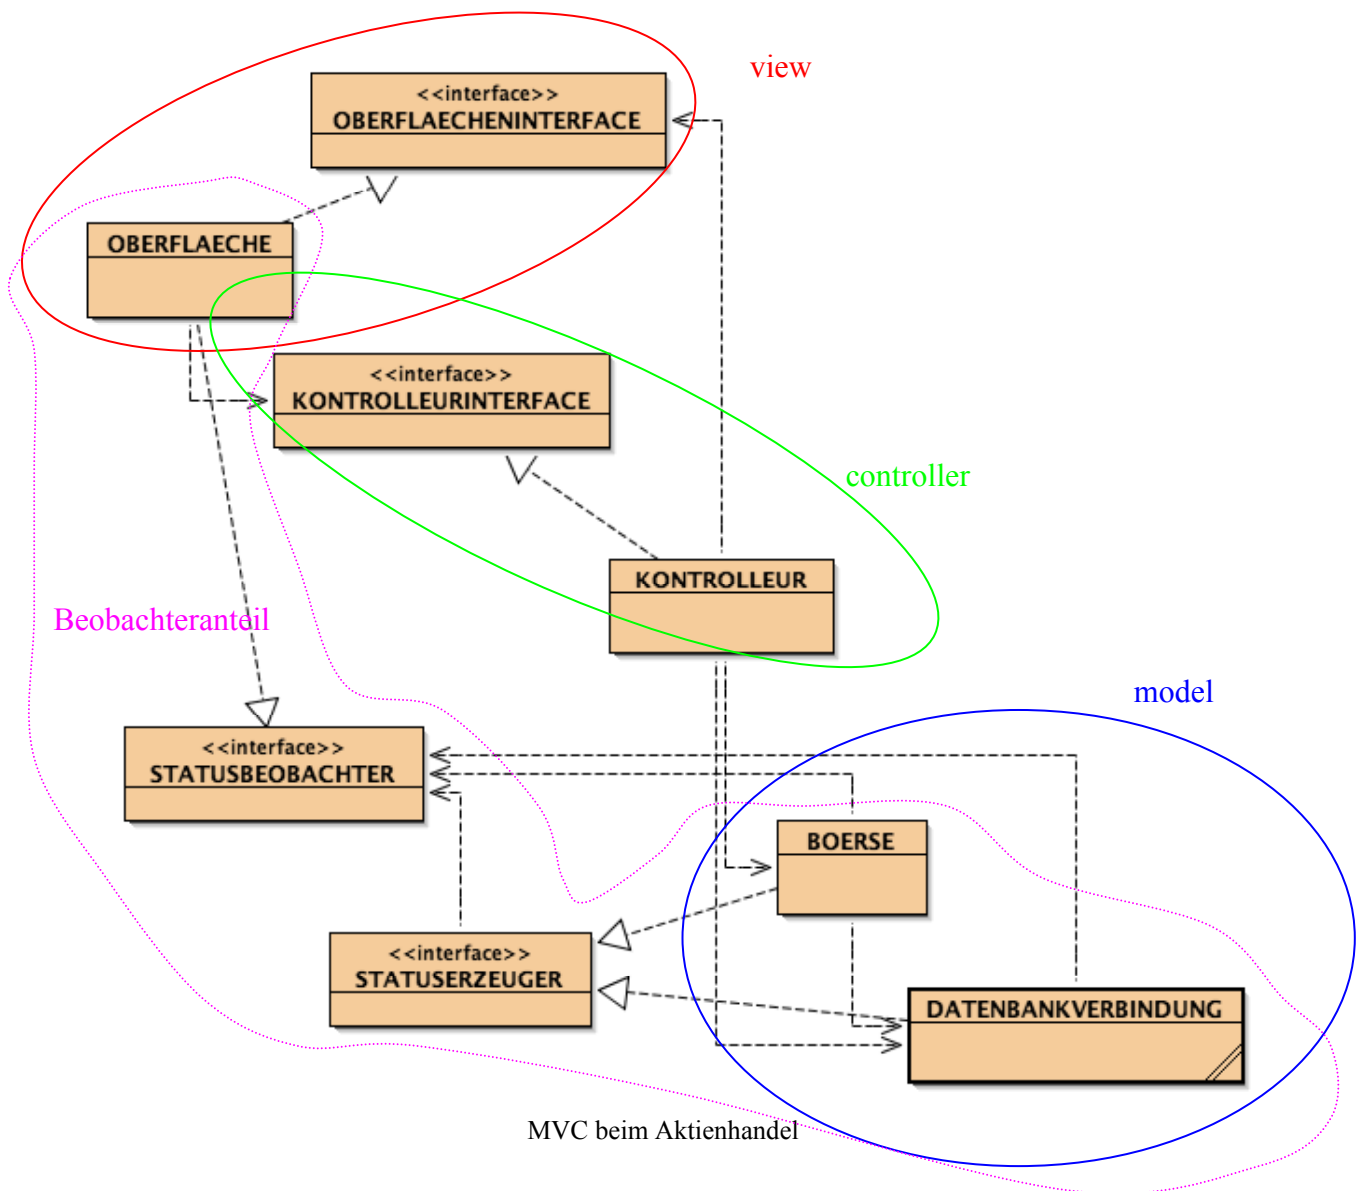 view
<<interface>>
OBERFLAECHENINTERFACE
OBERFLAECHE
<<interface>>
KONTROLLEURINTERFACE
controller
KONTROLLEUR
Beobachteranteil
model
<<interface>>
STATUSBEOBACHTER
BOERSE
<<interface>>
STATUSERZEUGER
DATENBANKVERBINDUNG
MVC beim Aktienhandel